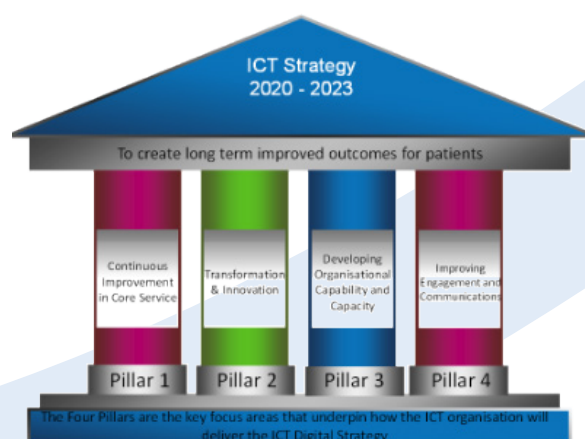 ICT Strategy
2020 - 2023
To create long term improved outcomes for patients
Continuous
Improvement
in Core Service
Transformation
& Innovation
Developing
Organisational
Capability and
Capacity
Improving
Engagement and
Communications
Pillar 1
Pillar 2
Pillar 3
Pillar 4
The Four Pillars are the key focus areas that underpin how the ICT organisation will
deliver the ICT Digital Strategy